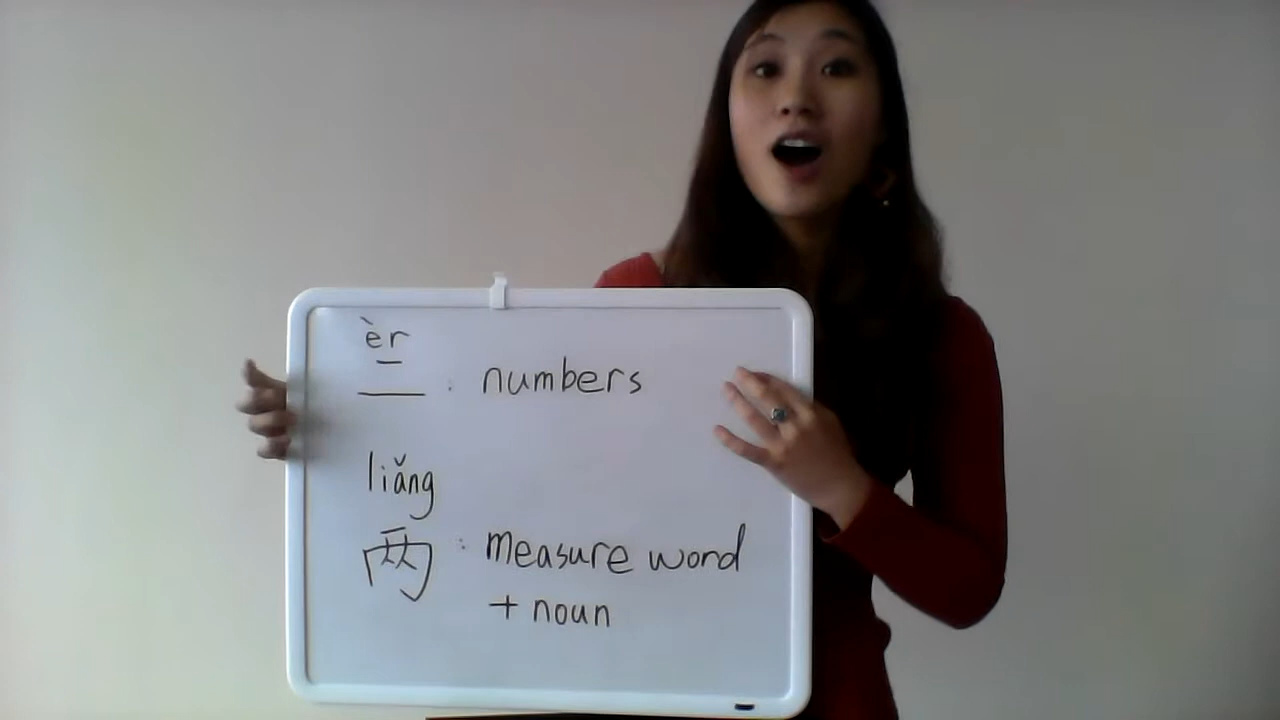 èr
二 : numbers
liǎng
两 : measure word
+ noun